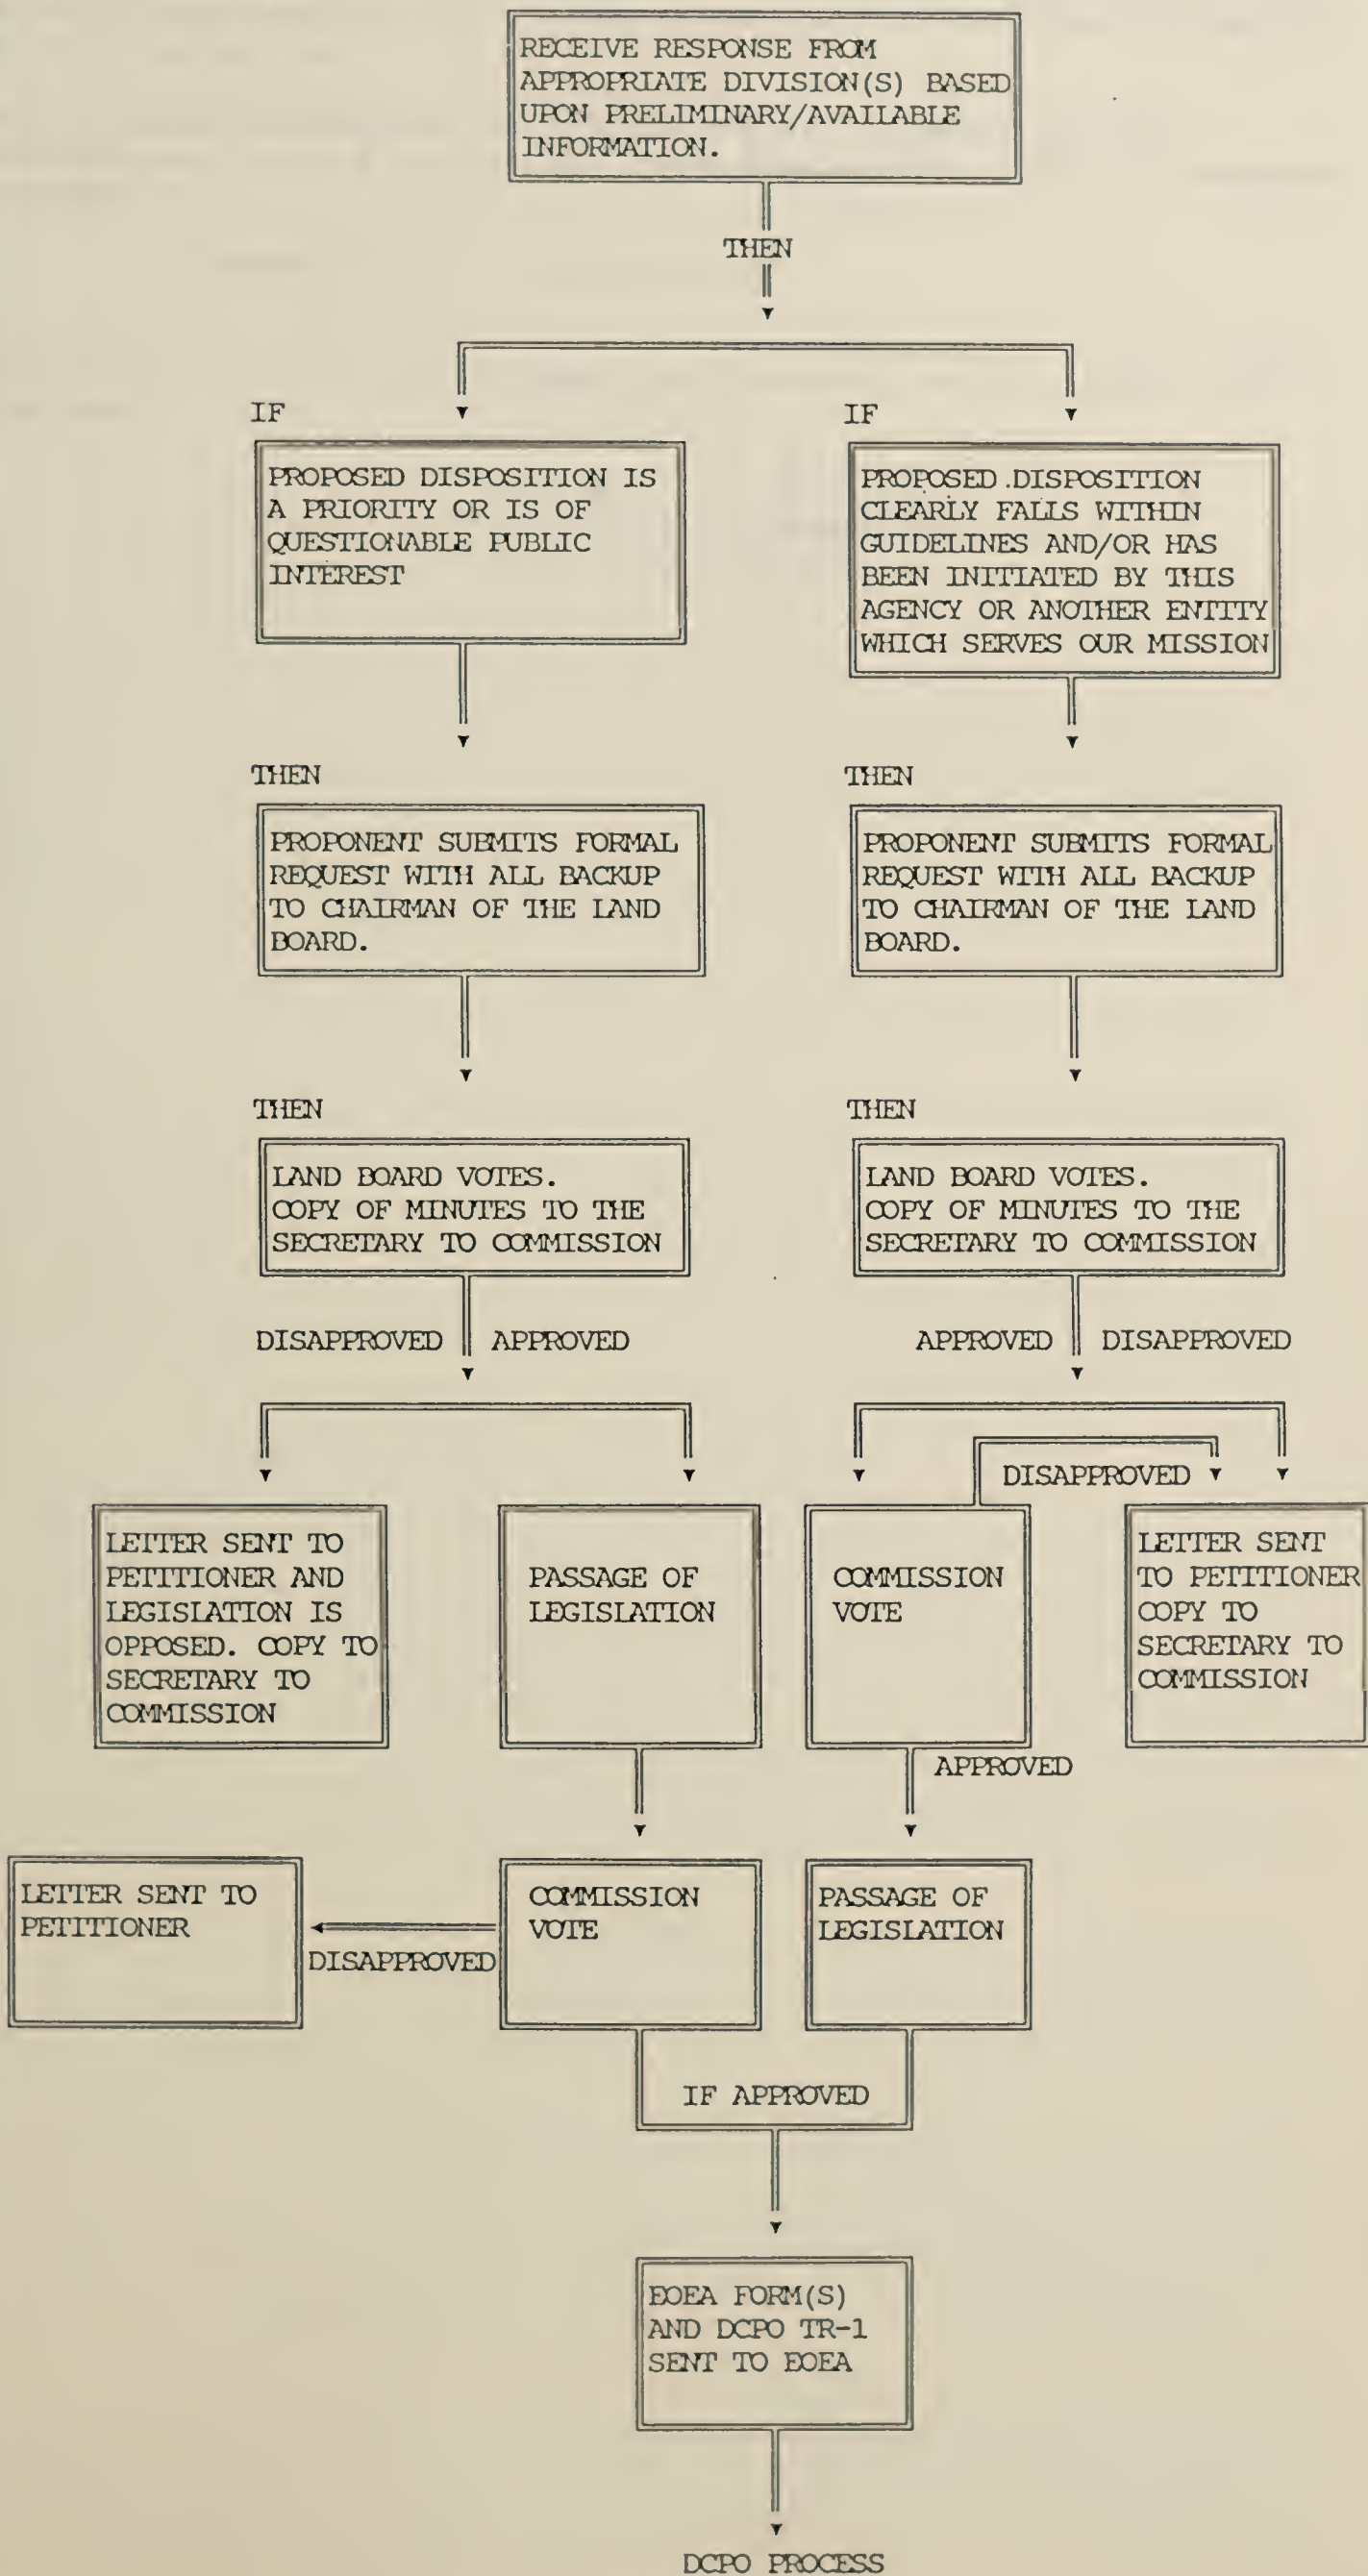 RECEIVE RESPONSE FROM
APPROPRIATE DIVISION(S) BASED
UPON PRELIMINARY/AVAILABLE
INFORMATION.
THEN
IF
PROPOSED DISPOSITION IS
A PRIORITY OR IS OF
QUESTIONABLE PUBLIC
INTEREST
IF
PROPOSED DISPOSITION
CLEARLY FALLS WITHIN
GUIDELINES AND/OR HAS
BEEN INITIATED BY THIS
AGENCY OR ANOTHER ENTITY
WHICH SERVES OUR MISSION
THEN
PROPONENT SUBMITS FORMAL
REQUEST WITH ALL BACKUP
TO CHAIRMAN OF THE LAND
BOARD.
THEN
PROPONENT SUBMITS FORMAL
REQUEST WITH ALL BACKUP
TO CHAIRMAN OF THE LAND
BOARD.
THEN
LAND BOARD VOTES.
COPY OF MINUTES TO THE
SECRETARY TO COMMISSION
THEN
LAND BOARD VOTES.
COPY OF MINUTES TO THE
SECRETARY TO COMMISSION
DISAPPROVED APPROVED
APPROVED DISAPPROVED
DISAPPROVED
LETTER SENT TO
PETITIONER AND
LEGISLATION IS
OPPOSED. COPY TO
SECRETARY TO
COMMISSION
PASSAGE OF
LEGISLATION
COMMISSION
VOTE
LETTER SENT
TO PETITIONER
COPY TO
SECRETARY TO
COMMISSION
APPROVED
LETTER SENT TO
PETITIONER
DISAPPROVED
COMMISSION
VOTE
PASSAGE OF
LEGISLATION
IF APPROVED
EOEA FORM(S)
AND DCPO TR-1
SENT TO EOEA
DCPO PROCESS